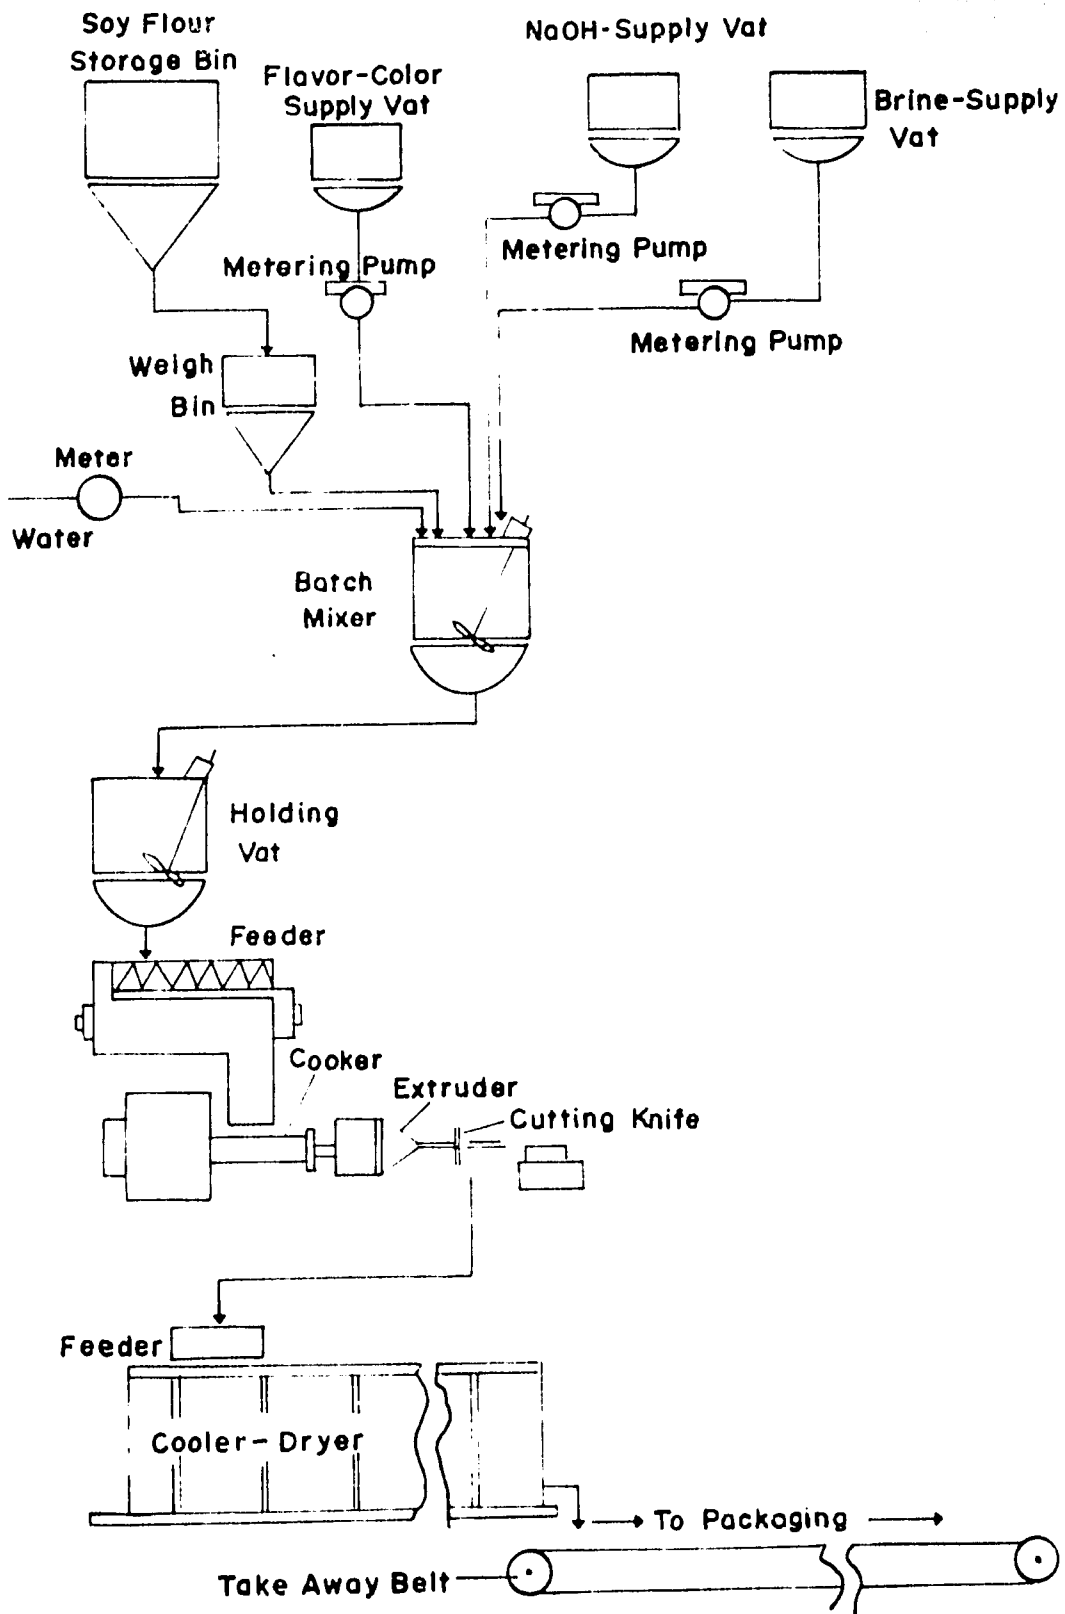 Soy Flour
Storage Bin
Flavor-Color
Supply Vat
NaOH-Supply Vat
Brine-Supply
Vat
Metering Pump
Metering Pump
Metering Pump
Weigh
Bin
Meter
Water
Batch
Mixer
Holding
Vat
Feeder
Cooker
Extruder
Cutting Knife
Feeder
Cooler-Dryer
To Packaging
Take Away Belt